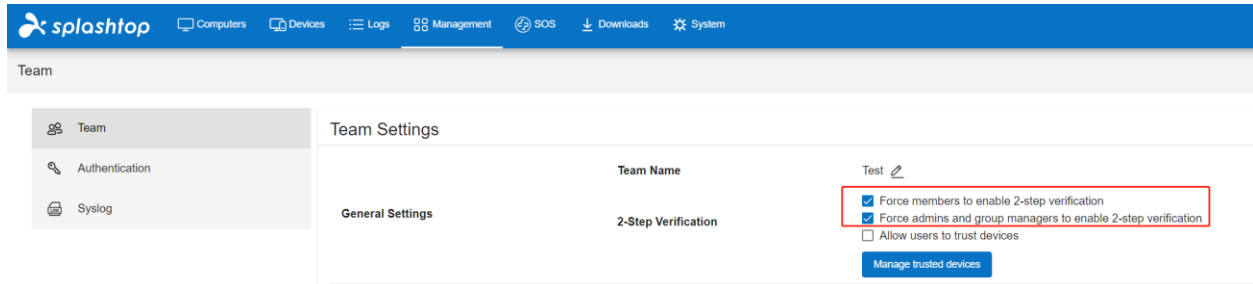 splashtop Computers Devices Logs Management SOS Downloads System
Team
Team
Authentication
Syslog
Team Settings
General Settings
Team Name Test
2-Step Verification
Force members to enable 2-step verification
Force admins and group managers to enable 2-step verification
Allow users to trust devices
Manage trusted devices